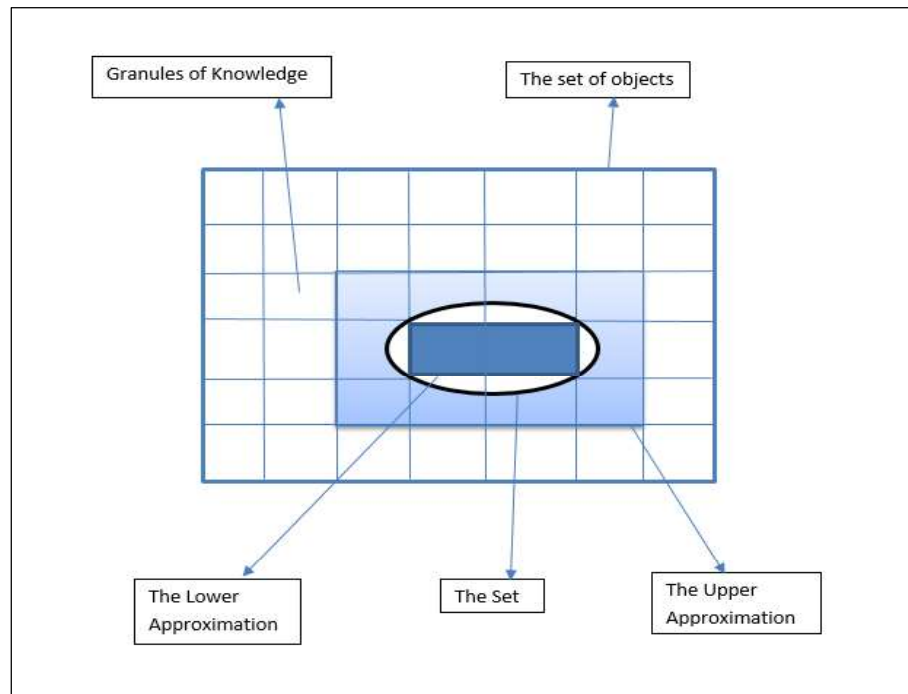 Granules of Knowledge
The set of objects
The Lower
Approximation
The Set
The Upper
Approximation